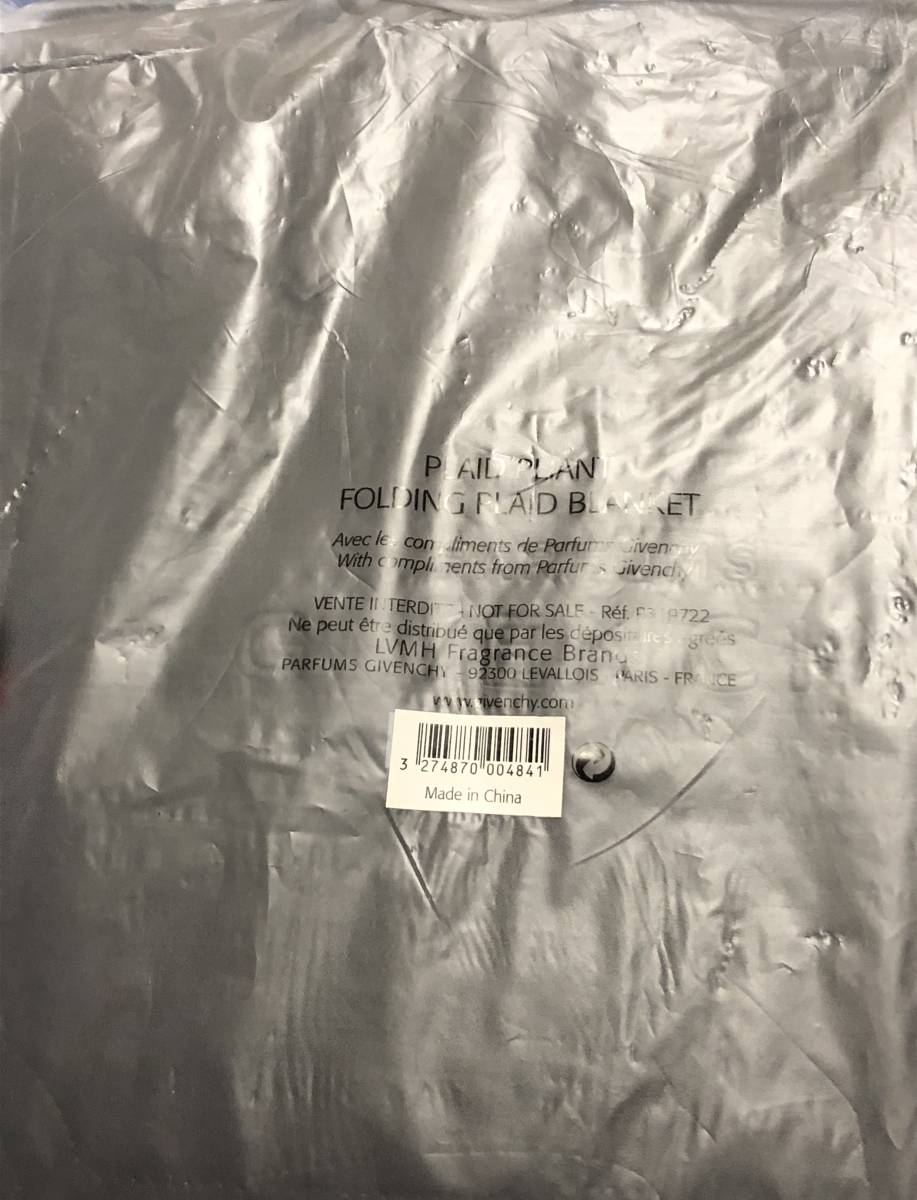 PLAID PLIANT
FOLDING PLAID BLANKET
Avec les compliments de Parfums Givenchy
With compliments from Parfums Givenchy
VENTE INTERDITE - NOT FOR SALE - Réf.
Ne peut être distribué que par les dépositaires agréés
LVMH Fragrance Brands
PARFUMS GIVENCHY - 92300 LEVALLOIS PARIS - FRANCE
www.givenchy.com
3 274870 004841
Made in China